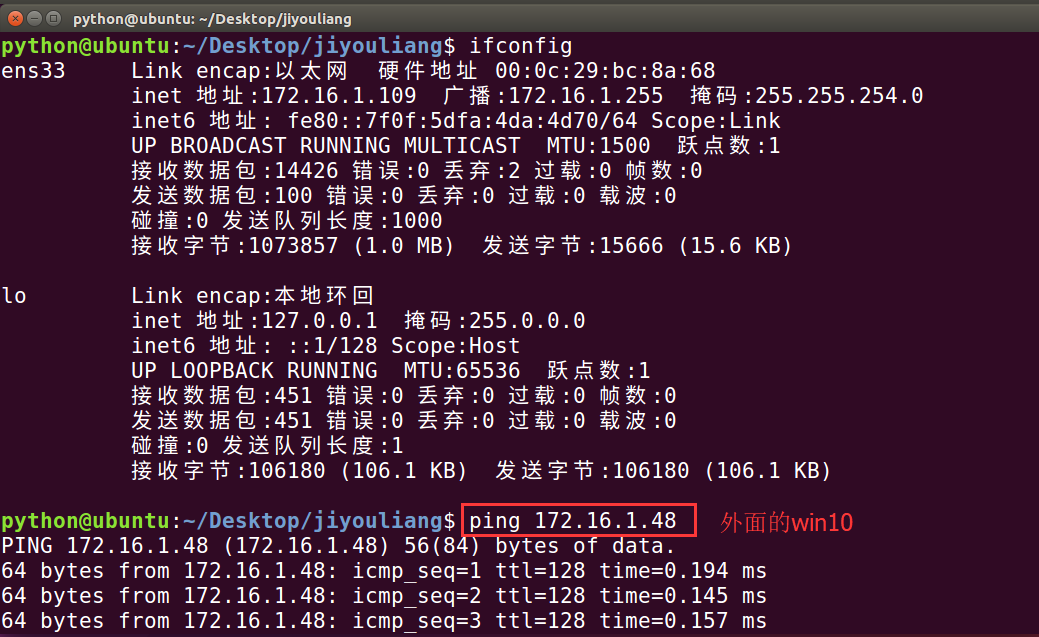 python@ubuntu: ~/Desktop/jiyouliang
python@ubuntu:~/Desktop/jiyouliang$ ifconfig
ens33 Link encap:以太网 硬件地址 00:0c:29:bc:8a:68
inet 地址:172.16.1.109 广播:172.16.1.255 掩码:255.255.254.0
inet6 地址: fe80::7f0f:5dfa:4da:4d70/64 Scope:Link
UP BROADCAST RUNNING MULTICAST MTU:1500 跃点数:1
接收数据包:14426 错误:0 丢弃:2 过载:0 帧数:0
发送数据包:100 错误:0 丢弃:0 过载:0 载波:0
碰撞:0 发送队列长度:1000
接收字节:1073857 (1.0 MB) 发送字节:15666 (15.6 KB)
lo Link encap:本地环回
inet 地址:127.0.0.1 掩码:255.0.0.0
inet6 地址: ::1/128 Scope:Host
UP LOOPBACK RUNNING MTU:65536 跃点数:1
接收数据包:451 错误:0 丢弃:0 过载:0 帧数:0
发送数据包:451 错误:0 丢弃:0 过载:0 载波:0
碰撞:0 发送队列长度:1
接收字节:106180 (106.1 KB) 发送字节:106180 (106.1 KB)
python@ubuntu:~/Desktop/jiyouliang$ ping 172.16.1.48 外面的win10
PING 172.16.1.48 (172.16.1.48) 56(84) bytes of data.
64 bytes from 172.16.1.48: icmp_seq=1 ttl=128 time=0.194 ms
64 bytes from 172.16.1.48: icmp_seq=2 ttl=128 time=0.145 ms
64 bytes from 172.16.1.48: icmp_seq=3 ttl=128 time=0.157 ms